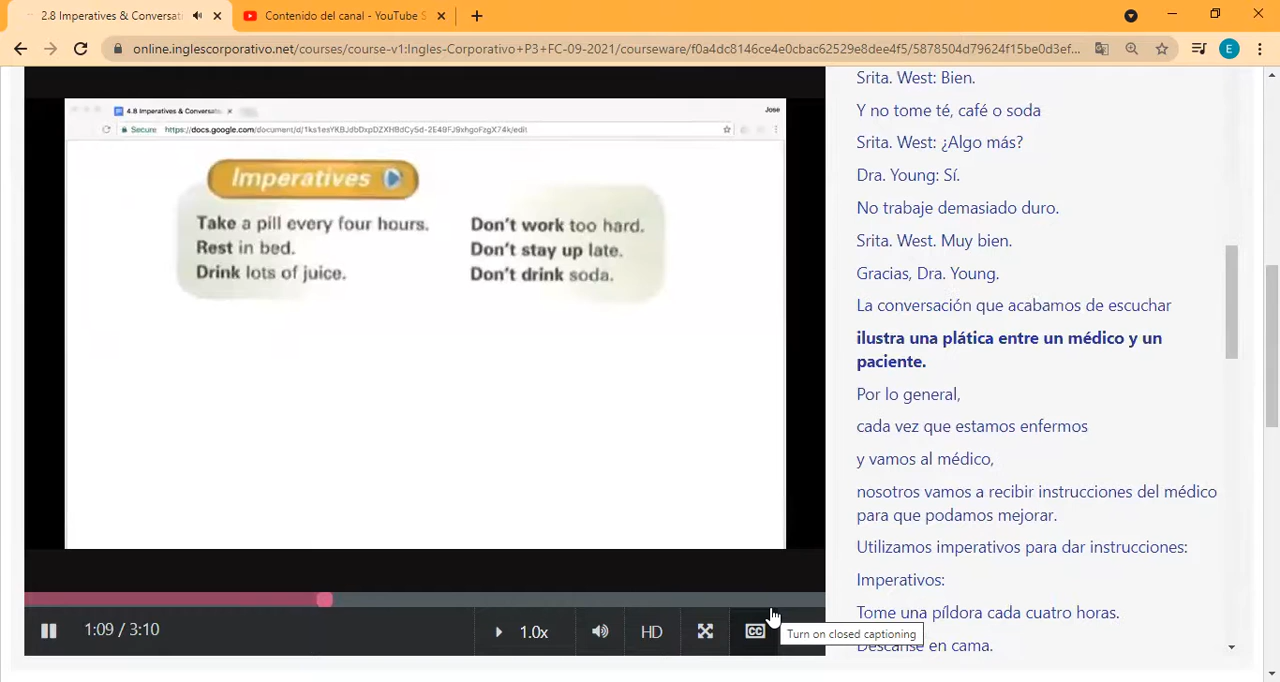 2.8 Imperatives & Conversat
Contenido del canal - YouTube S
online.inglescorporativo.net/courses/course-v1:Ingles-Corporativo+P3+FC-09-2021/courseware/f0a4dc8146ce4e0cbac62529e8dee4f5/5878504d79624f15be0d3ef...
E
4.8 Imperatives & Conversat
Jose
Secure
Imperatives
Take a pill every four hours.
Rest in bed.
Drink lots of juice.
Don't work too hard.
Don't stay up late.
Don't drink soda.
1:09 / 3:10
1.0x
HD
CC
Turn on closed captioning
Srita. West: Bien.
Y no tome té, café o soda
Srita. West: ¿Algo más?
Dra. Young: Sí.
No trabaje demasiado duro.
Srita. West. Muy bien.
Gracias, Dra. Young.
La conversación que acabamos de escuchar
ilustra una plática entre un médico y un
paciente.
Por lo general,
cada vez que estamos enfermos
y vamos al médico,
nosotros vamos a recibir instrucciones del médico
para que podamos mejorar.
Utilizamos imperativos para dar instrucciones:
Imperativos:
Tome una píldora cada cuatro horas.
Descanse en cama.